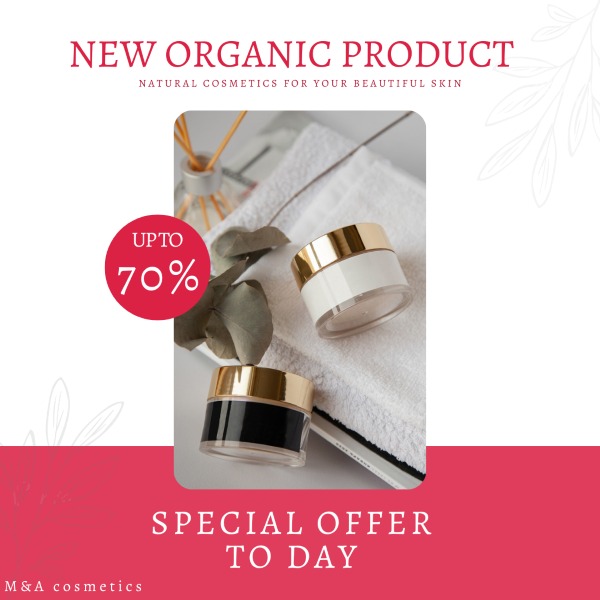 NEW ORGANIC PRODUCT
NATURAL COSMETICS FOR YOUR BEAUTIFUL SKIN
UPTO
70%
SPECIAL OFFER
TO DAY
M&A cosmetics